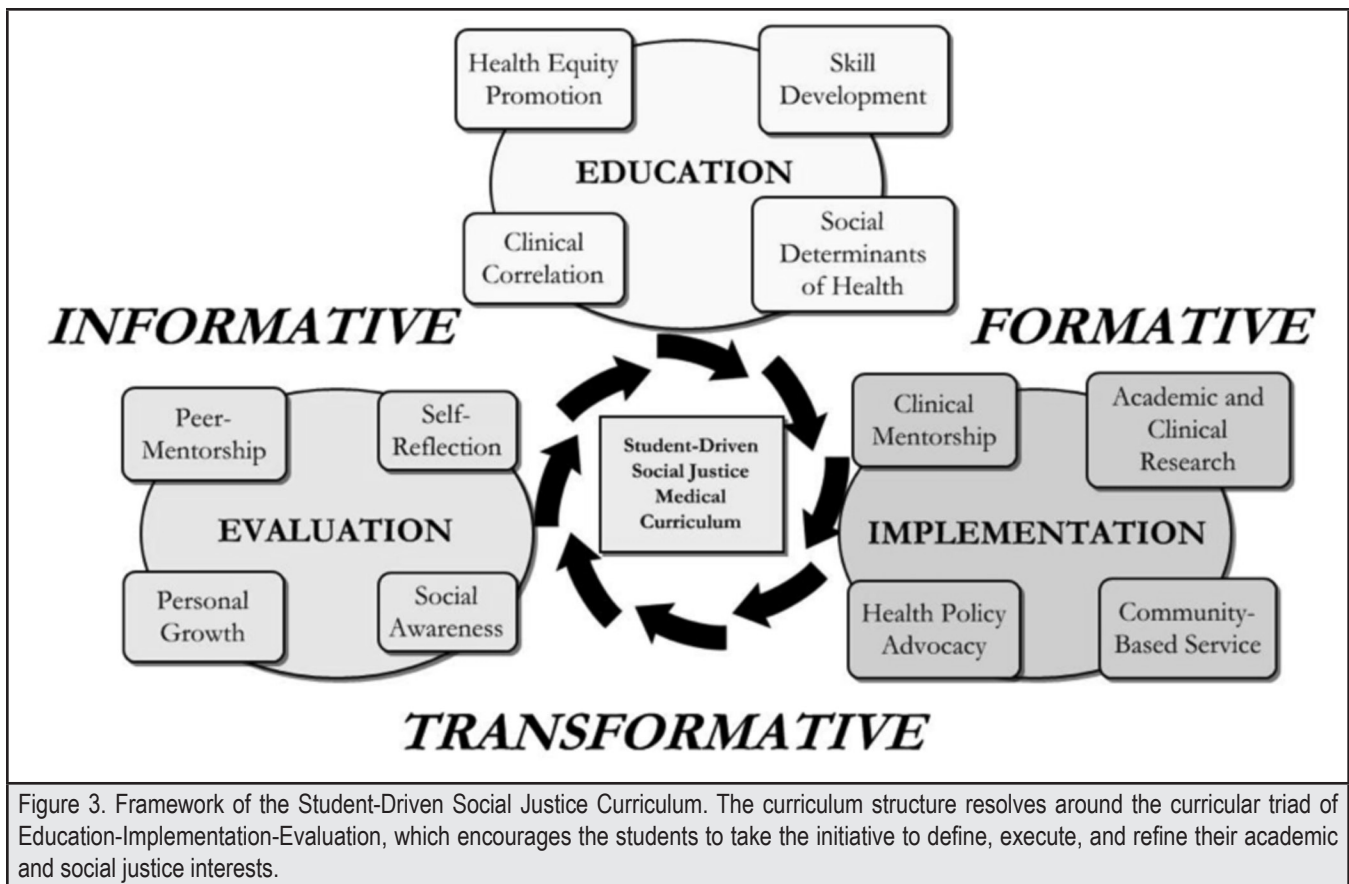 Health Equity
Promotion
Skill
Development
EDUCATION
Clinical
Correlation
Social
Determinants
of Health
INFORMATIVE
FORMATIVE
Peer-
Mentorship
Self-
Reflection
EVALUATION
Personal
Growth
Social
Awareness
Student-Driven
Social Justice
Medical
Curriculum
Clinical
Mentorship
Academic and
Clinical
Research
IMPLEMENTATION
Health Policy
Advocacy
Community-
Based Service
TRANSFORMATIVE
Figure 3. Framework of the Student-Driven Social Justice Curriculum. The curriculum structure resolves around the curricular triad of
Education-Implementation-Evaluation, which encourages the students to take the initiative to define, execute, and refine their academic
and social justice interests.